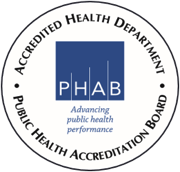 • ACCREDITED HEALTH DEPARTMENT •
PHAB
Advancing
public health
performance
PUBLIC HEALTH ACCREDITATION BOARD